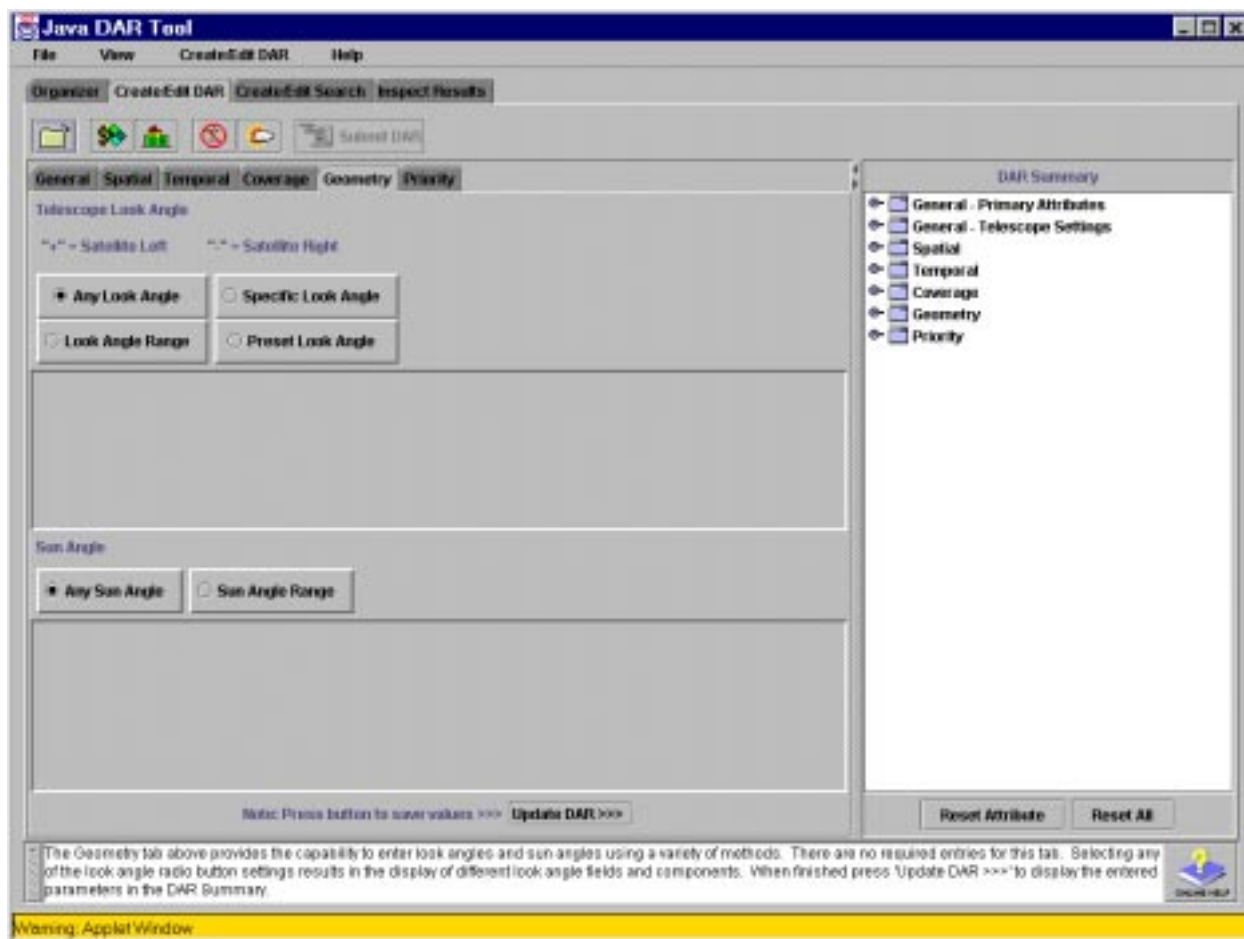 Java DAR Tool
File View Create/Edit DAR Help
Organizer Create/Edit DAR Create/Edit Search Inspect Results
Submit DAR
General Spatial Temporal Coverage Geometry Priority
DAR Summary
Telescope Look Angle
"+" - Satellite Left "-" - Satellite Right
Any Look Angle Specific Look Angle
Look Angle Range Preset Look Angle
General - Primary Attributes
General - Telescope Settings
Spatial
Temporal
Coverage
Geometry
Priority
Sun Angle
Any Sun Angle Sun Angle Range
Note: Press button to save values >>> Update DAR >>>
Reset Attribute Reset All
The Geometry tab above provides the capability to enter look angles and sun angles using a variety of methods. There are no required entries for this tab. Selecting any
of the look angle radio button settings results in the display of different look angle fields and components. When finished press 'Update DAR >>>' to display the entered
parameters in the DAR Summary.
ONLINE HELP
Warning: Applet Window